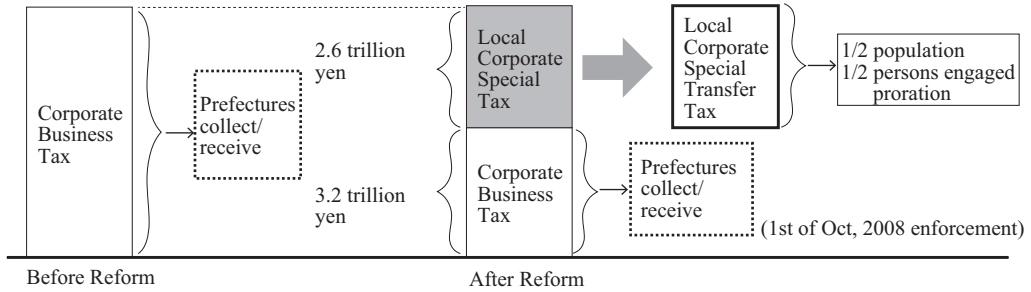 Corporate
Business
Tax
Prefectures
collect/
receive
2.6 trillion
yen
3.2 trillion
yen
Local
Corporate
Special
Tax
Corporate
Business
Tax
Local
Corporate
Special
Transfer
Tax
1/2 population
1/2 persons engaged
proration
Prefectures
collect/
receive
(1st of Oct, 2008 enforcement)
Before Reform
After Reform